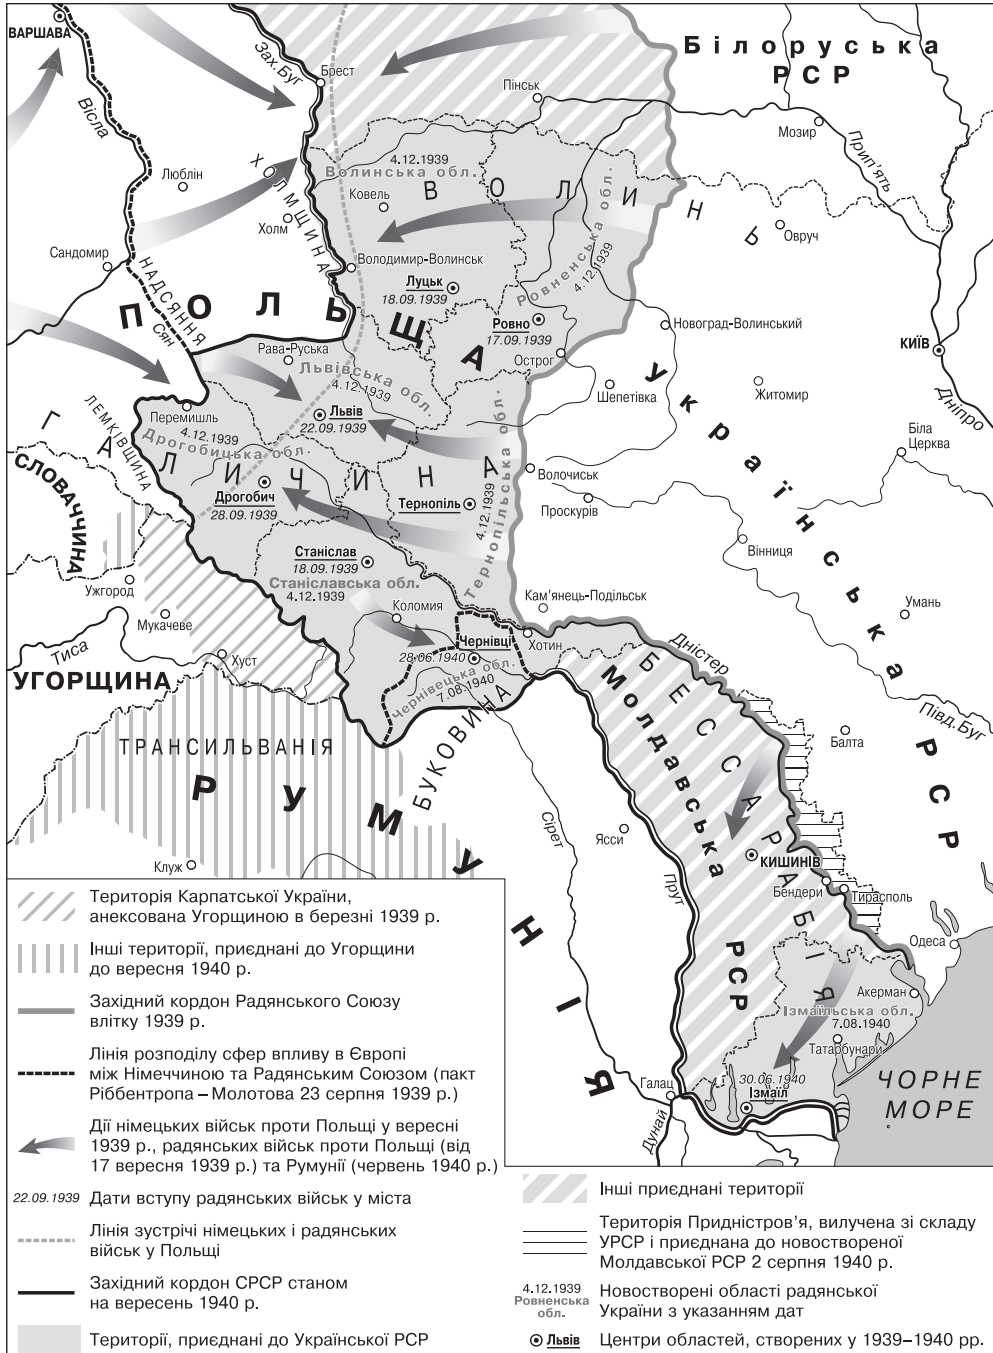 ВАРШАВА
Вісла
Зах.Буг
Брест
Пінськ
Білоруська
РСР
Мозир
Прип'ять
Люблін
ХОЛМЩИНА
Холм
4.12.1939
Волинська обл.
Ковель
ВОЛИНЬ
Овруч
Сандомир
НАДСЯННЯ
Сян
Володимир-Волинськ
Луцьк
18.09.1939
Ровненська обл.
4.12.1939
ПОЛЬЩА
Ровно
17.09.1939
Новоград-Волинський
КИЇВ
Дніпро
Острог
Рава-Руська
Львівська обл.
4.12.1939
Шепетівка
Житомир
Українська РСР
Біла
Церква
ЛЕМКІВЩИНА
Перемишль
4.12.1939
Дрогобицька обл.
Львів
22.09.1939
ГАЛИЧИНА
СЛОВАЧЧИНА
Дрогобич
28.09.1939
Тернопіль
4.12.1939
Тернопільська обл.
Волочиськ
Проскурів
Вінниця
Станіслав
18.09.1939
Станіславська обл.
4.12.1939
Ужгород
Мукачеве
Коломия
Кам'янець-Подільськ
Умань
Тиса
Хуст
УГОРЩИНА
Чернівці
28.06.1940
Чернівецька обл.
7.08.1940
Хотин
Дністер
БЕССАРАБІЯ
Молдавська РСР
Півд.Буг
Балта
ТРАНСИЛЬВАНІЯ
БУКОВИНА
РУМУНІЯ
Сірет
Ясси
Клуж
Прут
КИШИНІВ
Бендери
Тирасполь
Одеса
Акерман
Ізмаїльська обл.
7.08.1940
Татарбунари
30.06.1940
Ізмаїл
Галац
Дунай
ЧОРНЕ
МОРЕ
Територія Карпатської України,
анексована Угорщиною в березні 1939 р.
Інші території, приєднані до Угорщини
до вересня 1940 р.
Західний кордон Радянського Союзу
влітку 1939 р.
Лінія розподілу сфер впливу в Європі
між Німеччиною та Радянським Союзом (пакт
Ріббентропа – Молотова 23 серпня 1939 р.)
Дії німецьких військ проти Польщі у вересні
1939 р., радянських військ проти Польщі (від
17 вересня 1939 р.) та Румунії (червень 1940 р.)
22.09.1939 Дати вступу радянських військ у міста
Лінія зустрічі німецьких і радянських
військ у Польщі
Західний кордон СРСР станом
на вересень 1940 р.
Території, приєднані до Української РСР
Інші приєднані території
Територія Придністров'я, вилучена зі складу
УРСР і приєднана до новоствореної
Молдавської РСР 2 серпня 1940 р.
4.12.1939
Ровненська
обл.
Новостворені області радянської
України з указанням дат
Львів Центри областей, створених у 1939–1940 рр.